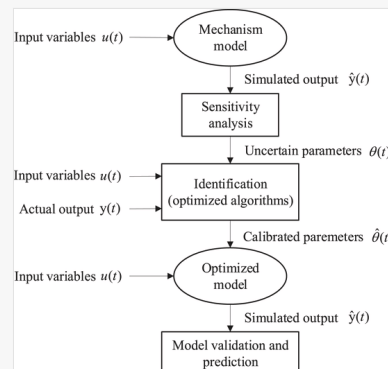 Mechanism
model
Input variables u(t)
Simulated output ŷ(t)
Sensitivity
analysis
Uncertain parameters θ(t)
Input variables u(t)
Identification
(optimized algorithms)
Actual output y(t)
Calibrated paremeters θ̂(t
Optimized
model
Input variables u(t)
Simulated output ŷ(t)
Model validation and
prediction